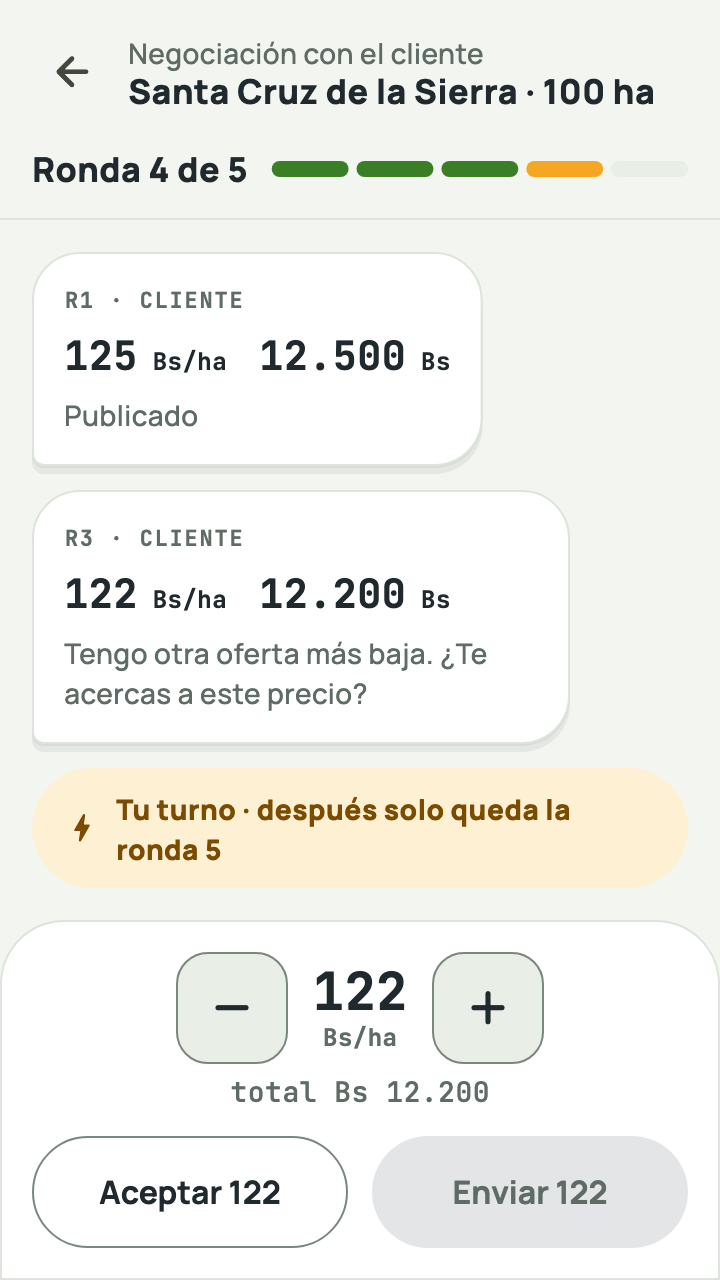 Negociación con el cliente
Santa Cruz de la Sierra · 100 ha
Ronda 4 de 5
R1 · CLIENTE
125 Bs/ha 12.500 Bs
Publicado
R3 · CLIENTE
122 Bs/ha 12.200 Bs
Tengo otra oferta más baja. ¿Te
acercas a este precio?
Tu turno · después solo queda la
ronda 5
122
Bs/ha
total Bs 12.200
Aceptar 122
Enviar 122